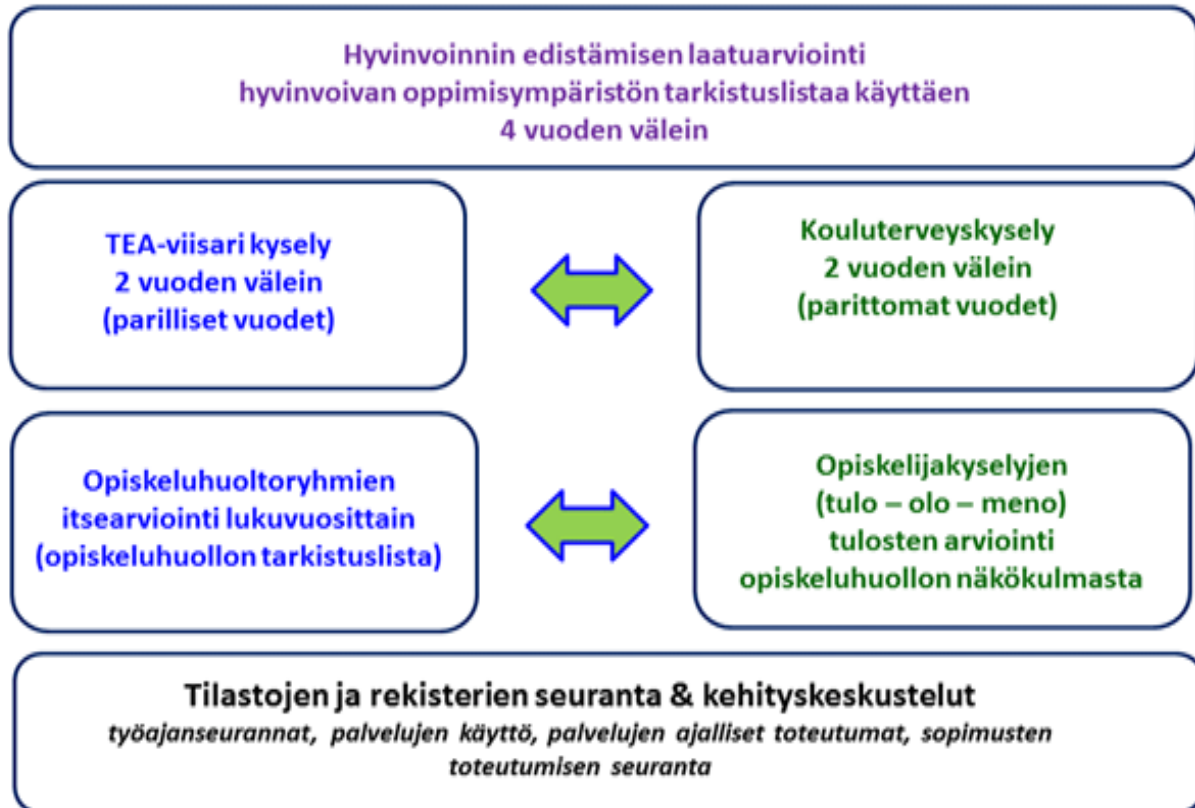 Hyvinvoinnin edistämisen laatuarviointi
hyvinvoivan oppimisympäristön tarkistuslistaa käyttäen
4 vuoden välein
TEA-viisari kysely
2 vuoden välein
(parilliset vuodet)
Kouluterveyskysely
2 vuoden välein
(parittomat vuodet)
Opiskeluhuoltoryhmien
itsearviointi lukuvuosittain
(opiskeluhuollon tarkistuslista)
Opiskelijakyselyjen
(tulo – olo – meno)
tulosten arviointi
opiskeluhuollon näkökulmasta
Tilastojen ja rekisterien seuranta & kehityskeskustelut
työajanseurannat, palvelujen käyttö, palvelujen ajalliset toteutumat, sopimusten
toteutumisen seuranta